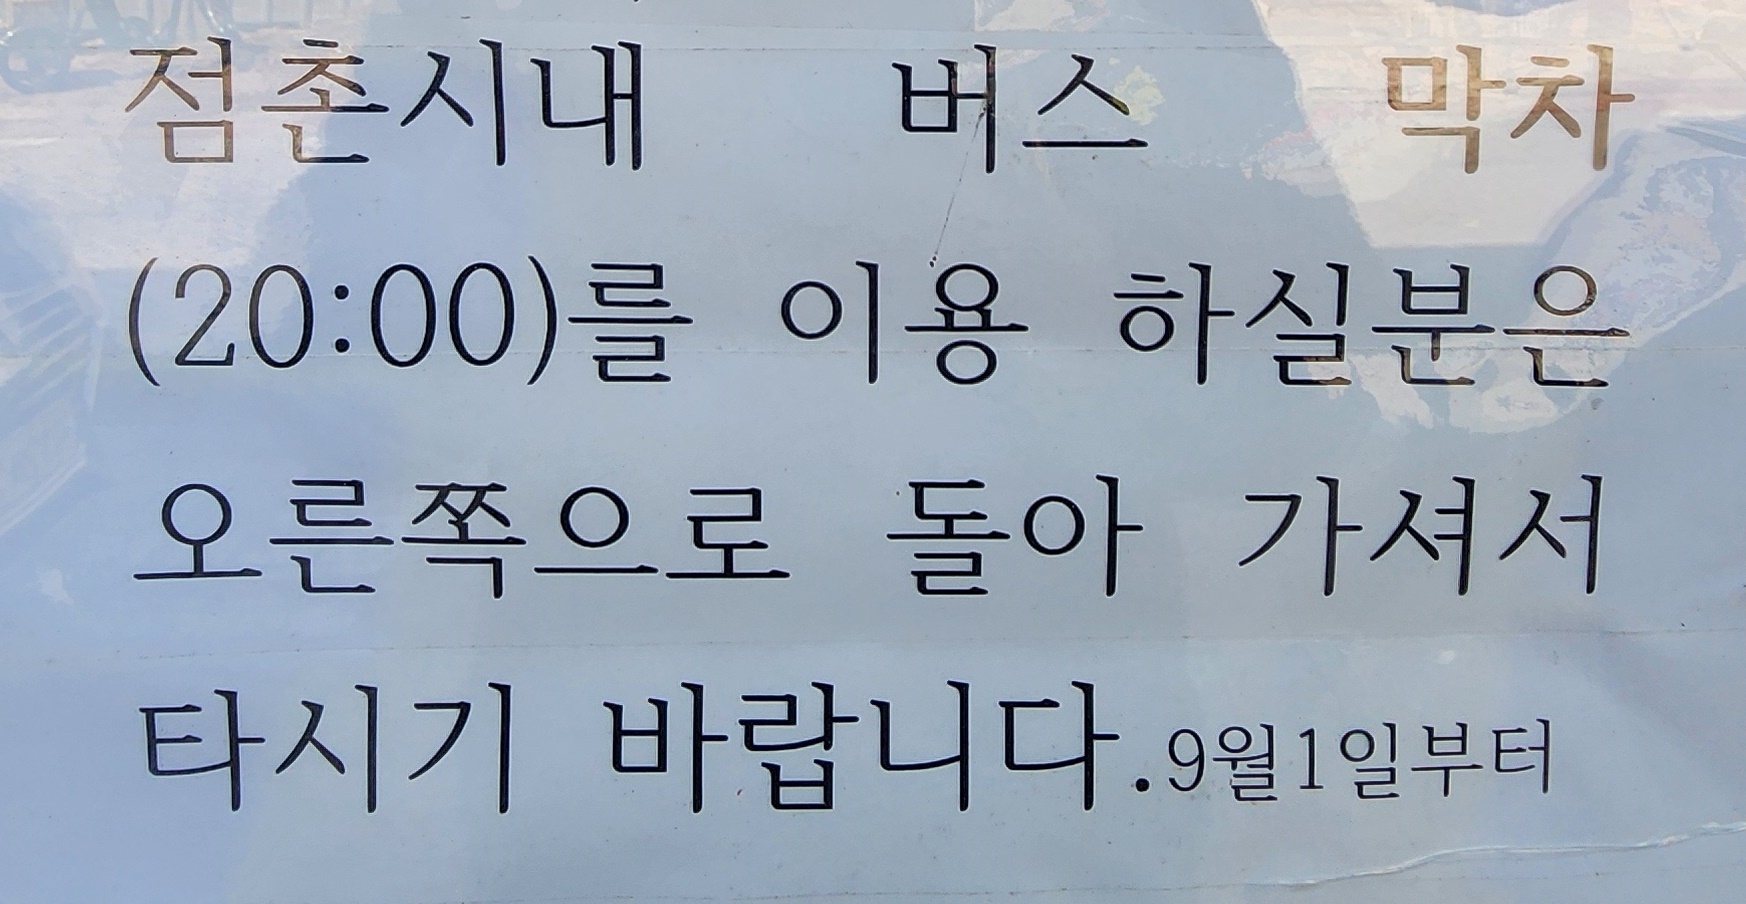 점촌시내 버스 막차
(20:00)를 이용 하실분은
오른쪽으로 돌아 가셔서
타시기 바랍니다.9월1일부터